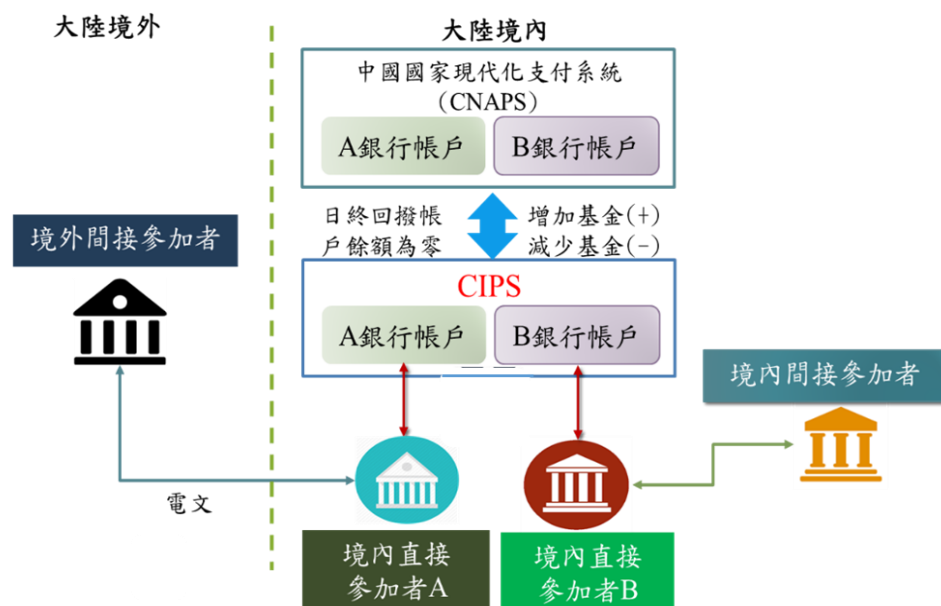 大陸境外
大陸境內
中國國家現代化支付系統
(CNAPS)
A銀行帳戶
B銀行帳戶
日終回撥帳
戶餘額為零
增加基金(+)
減少基金(-)
境外間接參加者
CIPS
A銀行帳戶
B銀行帳戶
境內間接參加者
電文
境內直接
參加者A
境內直接
參加者B